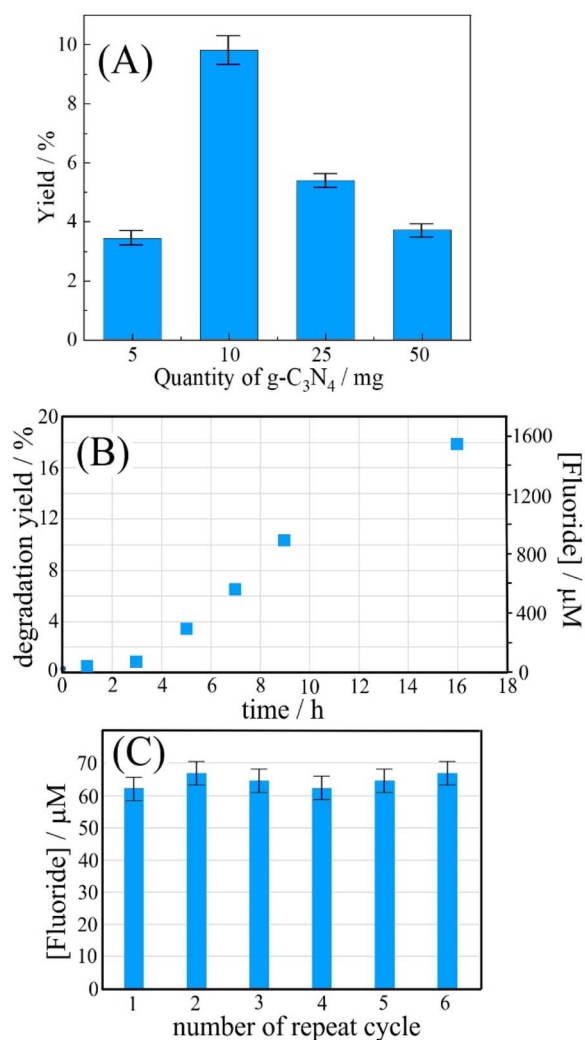 (A)
Yield / %
10
8
6
4
2
0
5 10 25 50
Quantity of g-C₃N₄ / mg
(B)
degradation yield / %
20
16
12
8
4
0
[Fluoride] / μM
1600
1200
800
400
0
0 2 4 6 8 10 12 14 16 18
time / h
(C)
[Fluoride] / μM
70
60
50
40
30
20
10
0
1 2 3 4 5 6
number of repeat cycle